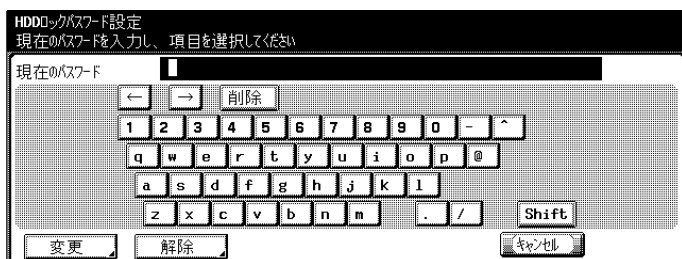 HDDロックパスワード設定
現在のパスワードを入力し、項目を選択してください
現在のパスワード
← → 削除
1 2 3 4 5 6 7 8 9 0 - ^
q w e r t y u i o p @
a s d f g h j k l
z x c v b n m . / Shift
変更 解除 キャンセル